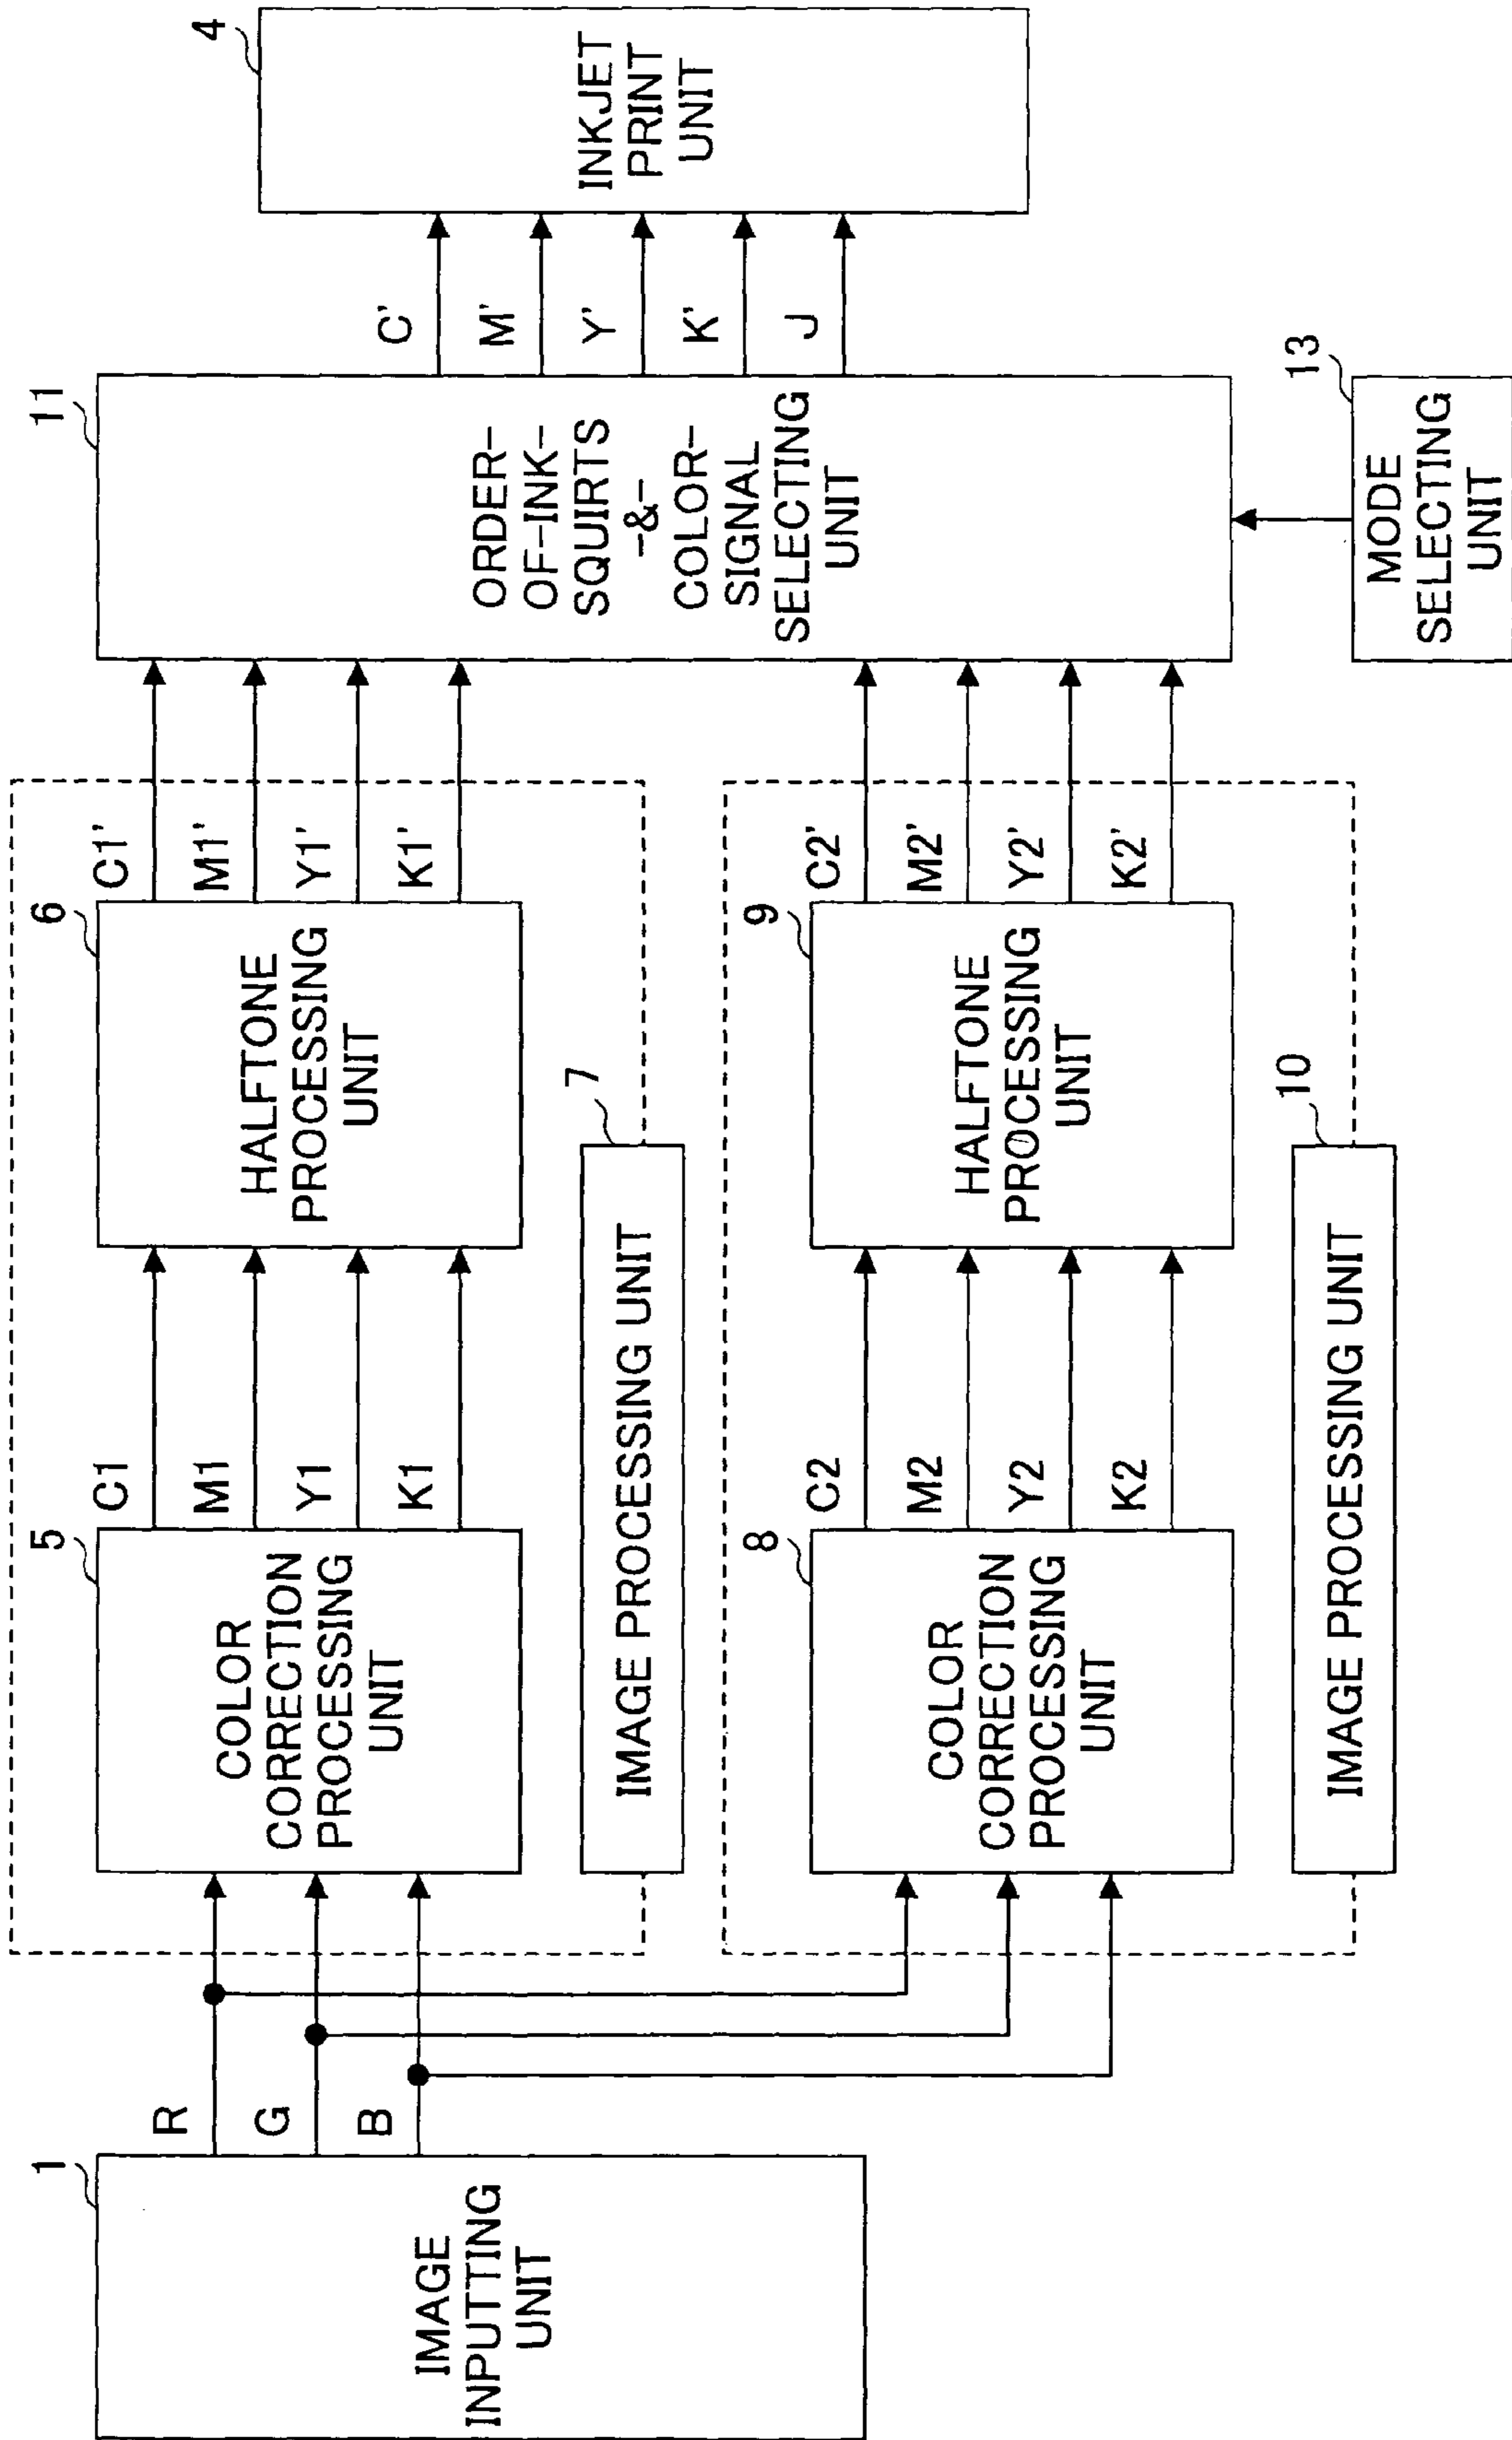 1
IMAGE
INPUTTING
UNIT
R
G
B
5
COLOR
CORRECTION
PROCESSING
UNIT
C1
M1
Y1
K1
6
HALFTONE
PROCESSING
UNIT
C1'
M1'
Y1'
K1'
7
IMAGE PROCESSING UNIT
8
COLOR
CORRECTION
PROCESSING
UNIT
C2
M2
Y2
K2
9
HALFTONE
PROCESSING
UNIT
C2'
M2'
Y2'
K2'
10
IMAGE PROCESSING UNIT
11
ORDER-
OF-INK-
SQUIRTS
-&-
COLOR-
SIGNAL
SELECTING
UNIT
13
MODE
SELECTING
UNIT
C'
M'
Y'
K'
J
4
INKJET
PRINT
UNIT